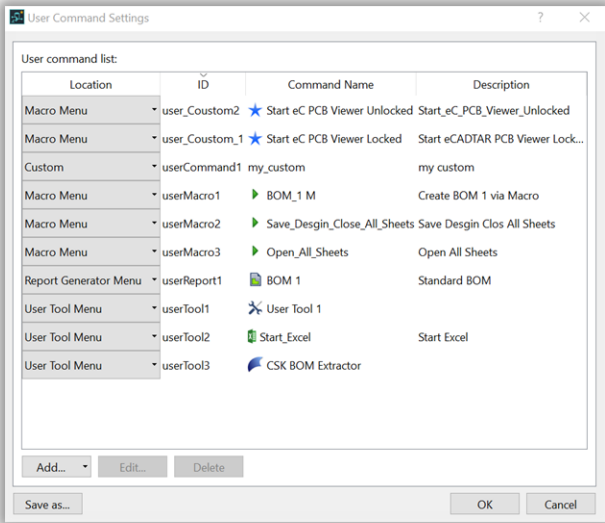 User Command Settings
User command list:
Location ID Command Name Description
Macro Menu user_Coustom2 Start eC PCB Viewer Unlocked Start_eC_PCB_Viewer_Unlocked
Macro Menu user_Coustom_1 Start eC PCB Viewer Locked Start eCADTAR PCB Viewer Lock...
Custom userCommand1 my_custom my custom
Macro Menu userMacro1 BOM_1 M Create BOM 1 via Macro
Macro Menu userMacro2 Save_Desgin_Close_All_Sheets Save Desgin Clos All Sheets
Macro Menu userMacro3 Open_All_Sheets Open All Sheets
Report Generator Menu userReport1 BOM 1 Standard BOM
User Tool Menu userTool1 User Tool 1
User Tool Menu userTool2 Start_Excel Start Excel
User Tool Menu userTool3 CSK BOM Extractor
Add... Edit... Delete
Save as... OK Cancel